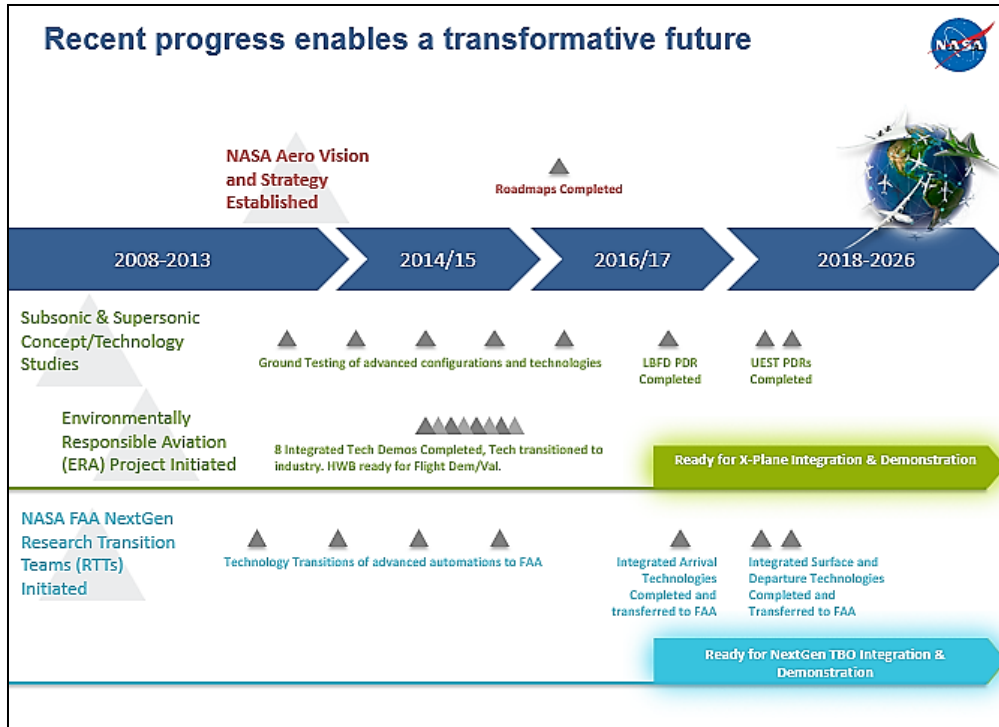 Recent progress enables a transformative future
NASA
NASA Aero Vision
and Strategy
Established
Roadmaps Completed
2008-2013
2014/15
2016/17
2018-2026
Subsonic & Supersonic
Concept/Technology
Studies
Ground Testing of advanced configurations and technologies
LBFD PDR
Completed
UEST PDRs
Completed
Environmentally
Responsible Aviation
(ERA) Project Initiated
8 Integrated Tech Demos Completed, Tech transitioned to
industry. HWB ready for Flight Dem/Val.
Ready for X-Plane Integration & Demonstration
NASA FAA NextGen
Research Transition
Teams (RTTs)
Initiated
Technology Transitions of advanced automations to FAA
Integrated Arrival
Technologies
Completed and
transferred to FAA
Integrated Surface and
Departure Technologies
Completed and
Transferred to FAA
Ready for NextGen TBO Integration &
Demonstration